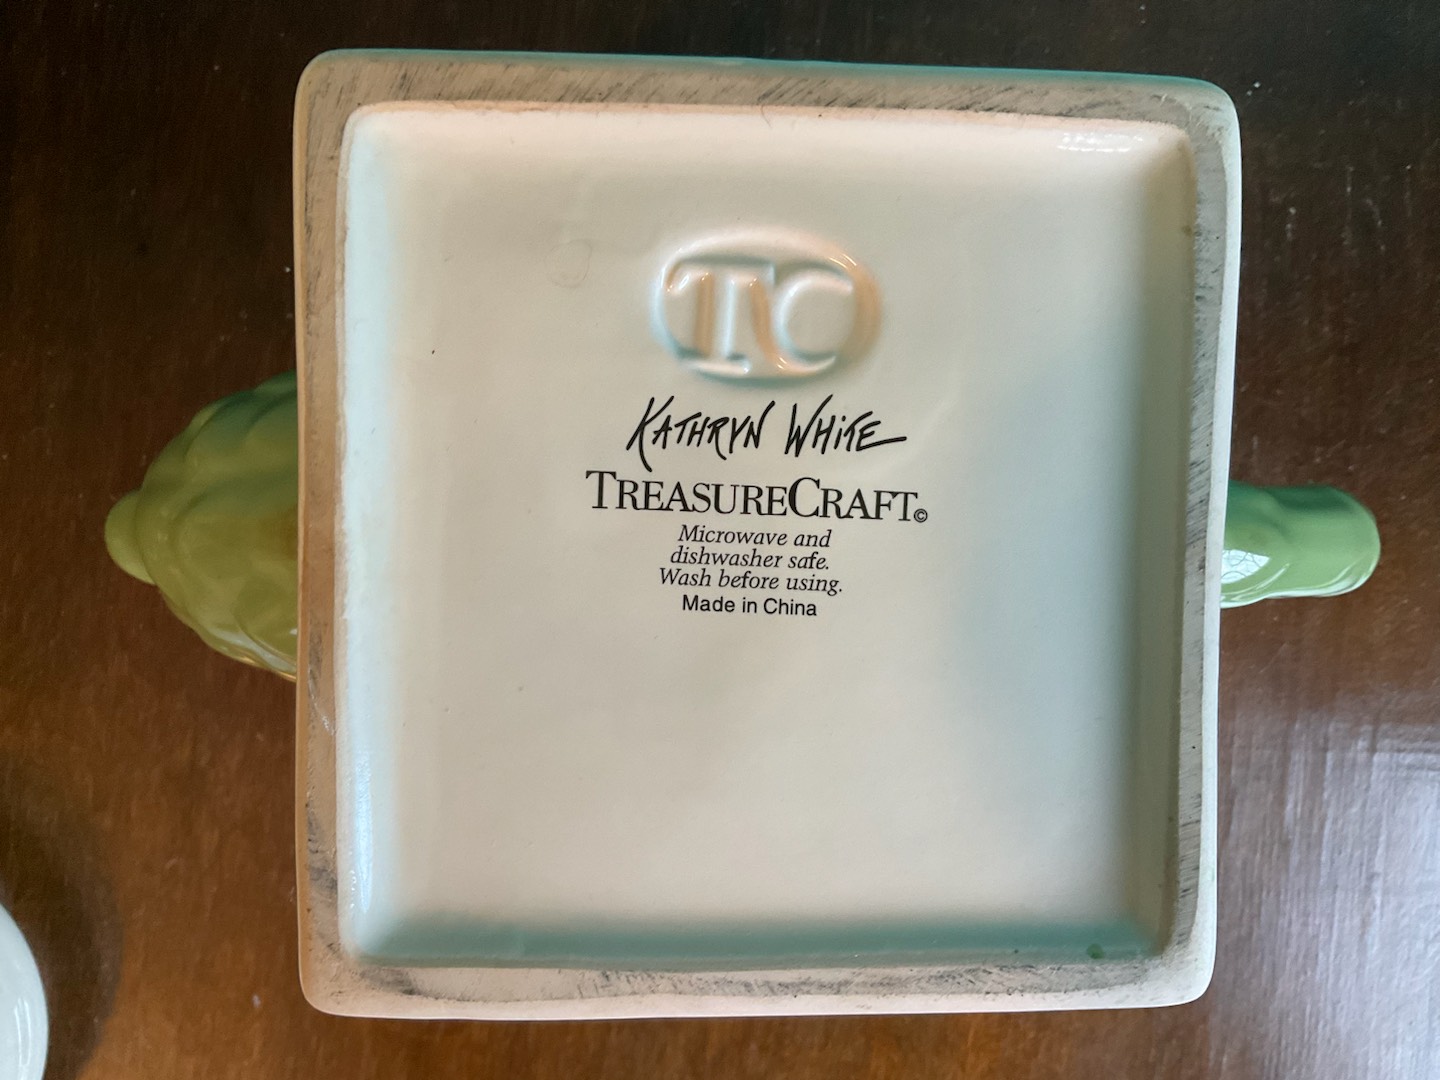 TC
KATHRYN WHITE
TREASURECRAFT©
Microwave and
dishwasher safe.
Wash before using.
Made in China